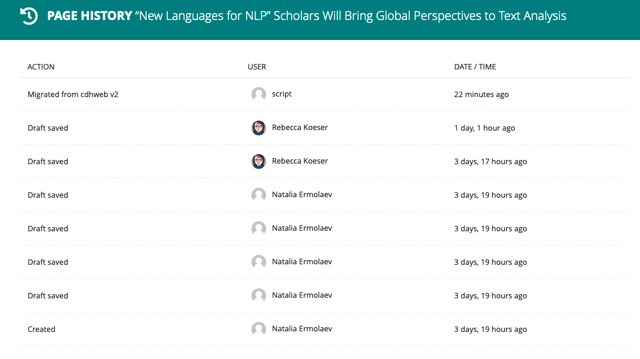 PAGE HISTORY “New Languages for NLP” Scholars Will Bring Global Perspectives to Text Analysis
ACTION USER DATE / TIME
Migrated from cdhweb v2 script 22 minutes ago
Draft saved Rebecca Koeser 1 day, 1 hour ago
Draft saved Rebecca Koeser 3 days, 17 hours ago
Draft saved Natalia Ermolaev 3 days, 19 hours ago
Draft saved Natalia Ermolaev 3 days, 19 hours ago
Draft saved Natalia Ermolaev 3 days, 19 hours ago
Draft saved Natalia Ermolaev 3 days, 19 hours ago
Created Natalia Ermolaev 3 days, 19 hours ago